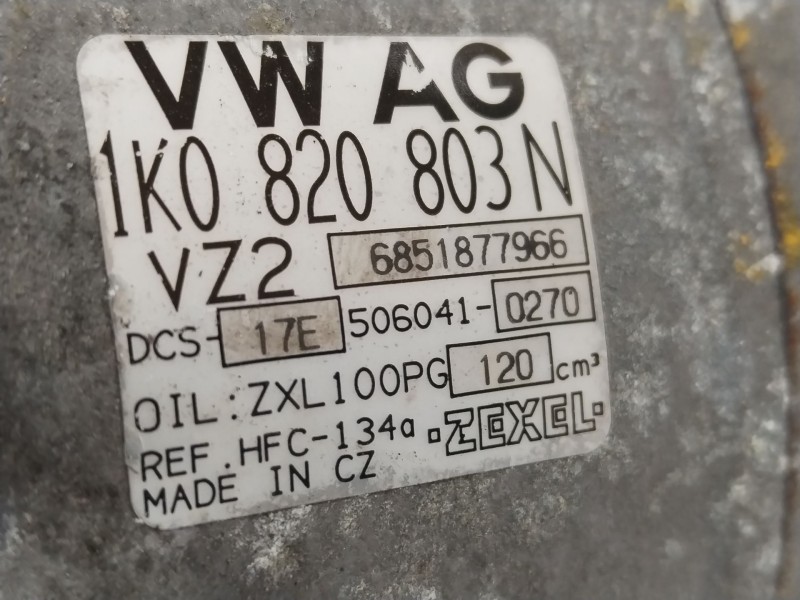 VW AG
1K0 820 803 N
VZ2 6851877966
DCS-17E 506041-0270
OIL: ZXL100PG 120 cm³
REF. HFC-134a ZEXEL
MADE IN CZ